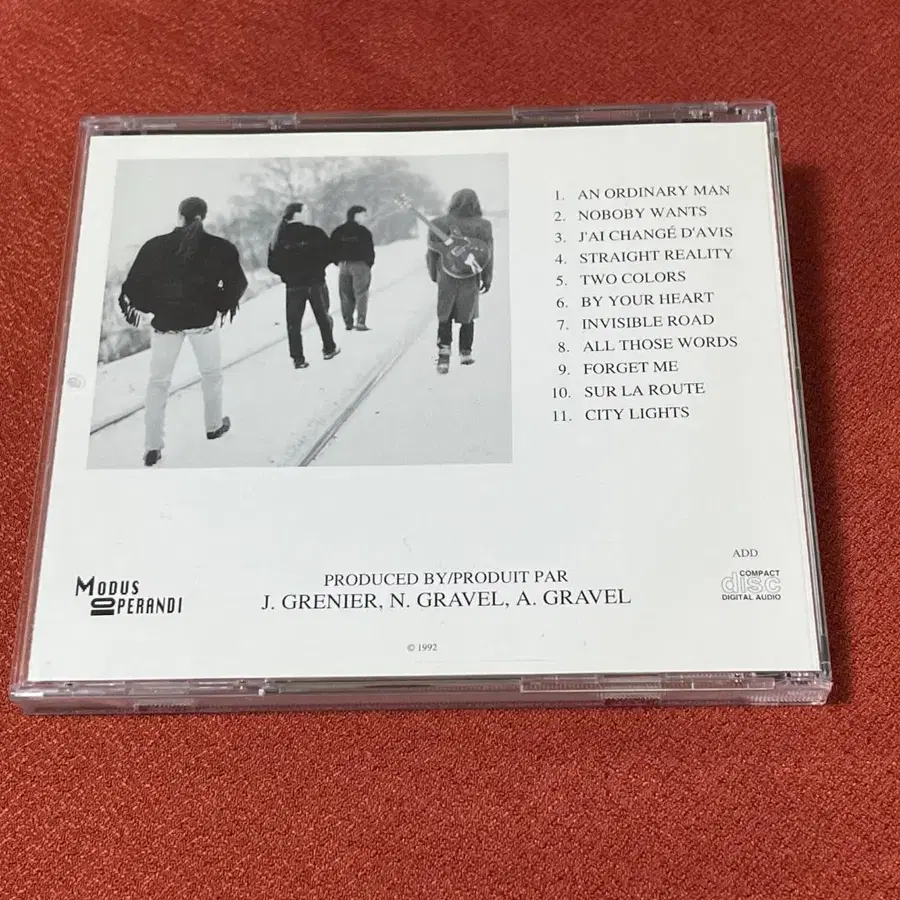 1. AN ORDINARY MAN
2. NOBOBY WANTS
3. J'AI CHANGÉ D'AVIS
4. STRAIGHT REALITY
5. TWO COLORS
6. BY YOUR HEART
7. INVISIBLE ROAD
8. ALL THOSE WORDS
9. FORGET ME
10. SUR LA ROUTE
11. CITY LIGHTS
MODUS
OPERANDI
PRODUCED BY/PRODUIT PAR
J. GRENIER, N. GRAVEL, A. GRAVEL
ADD
COMPACT
disc
DIGITAL AUDIO
© 1992